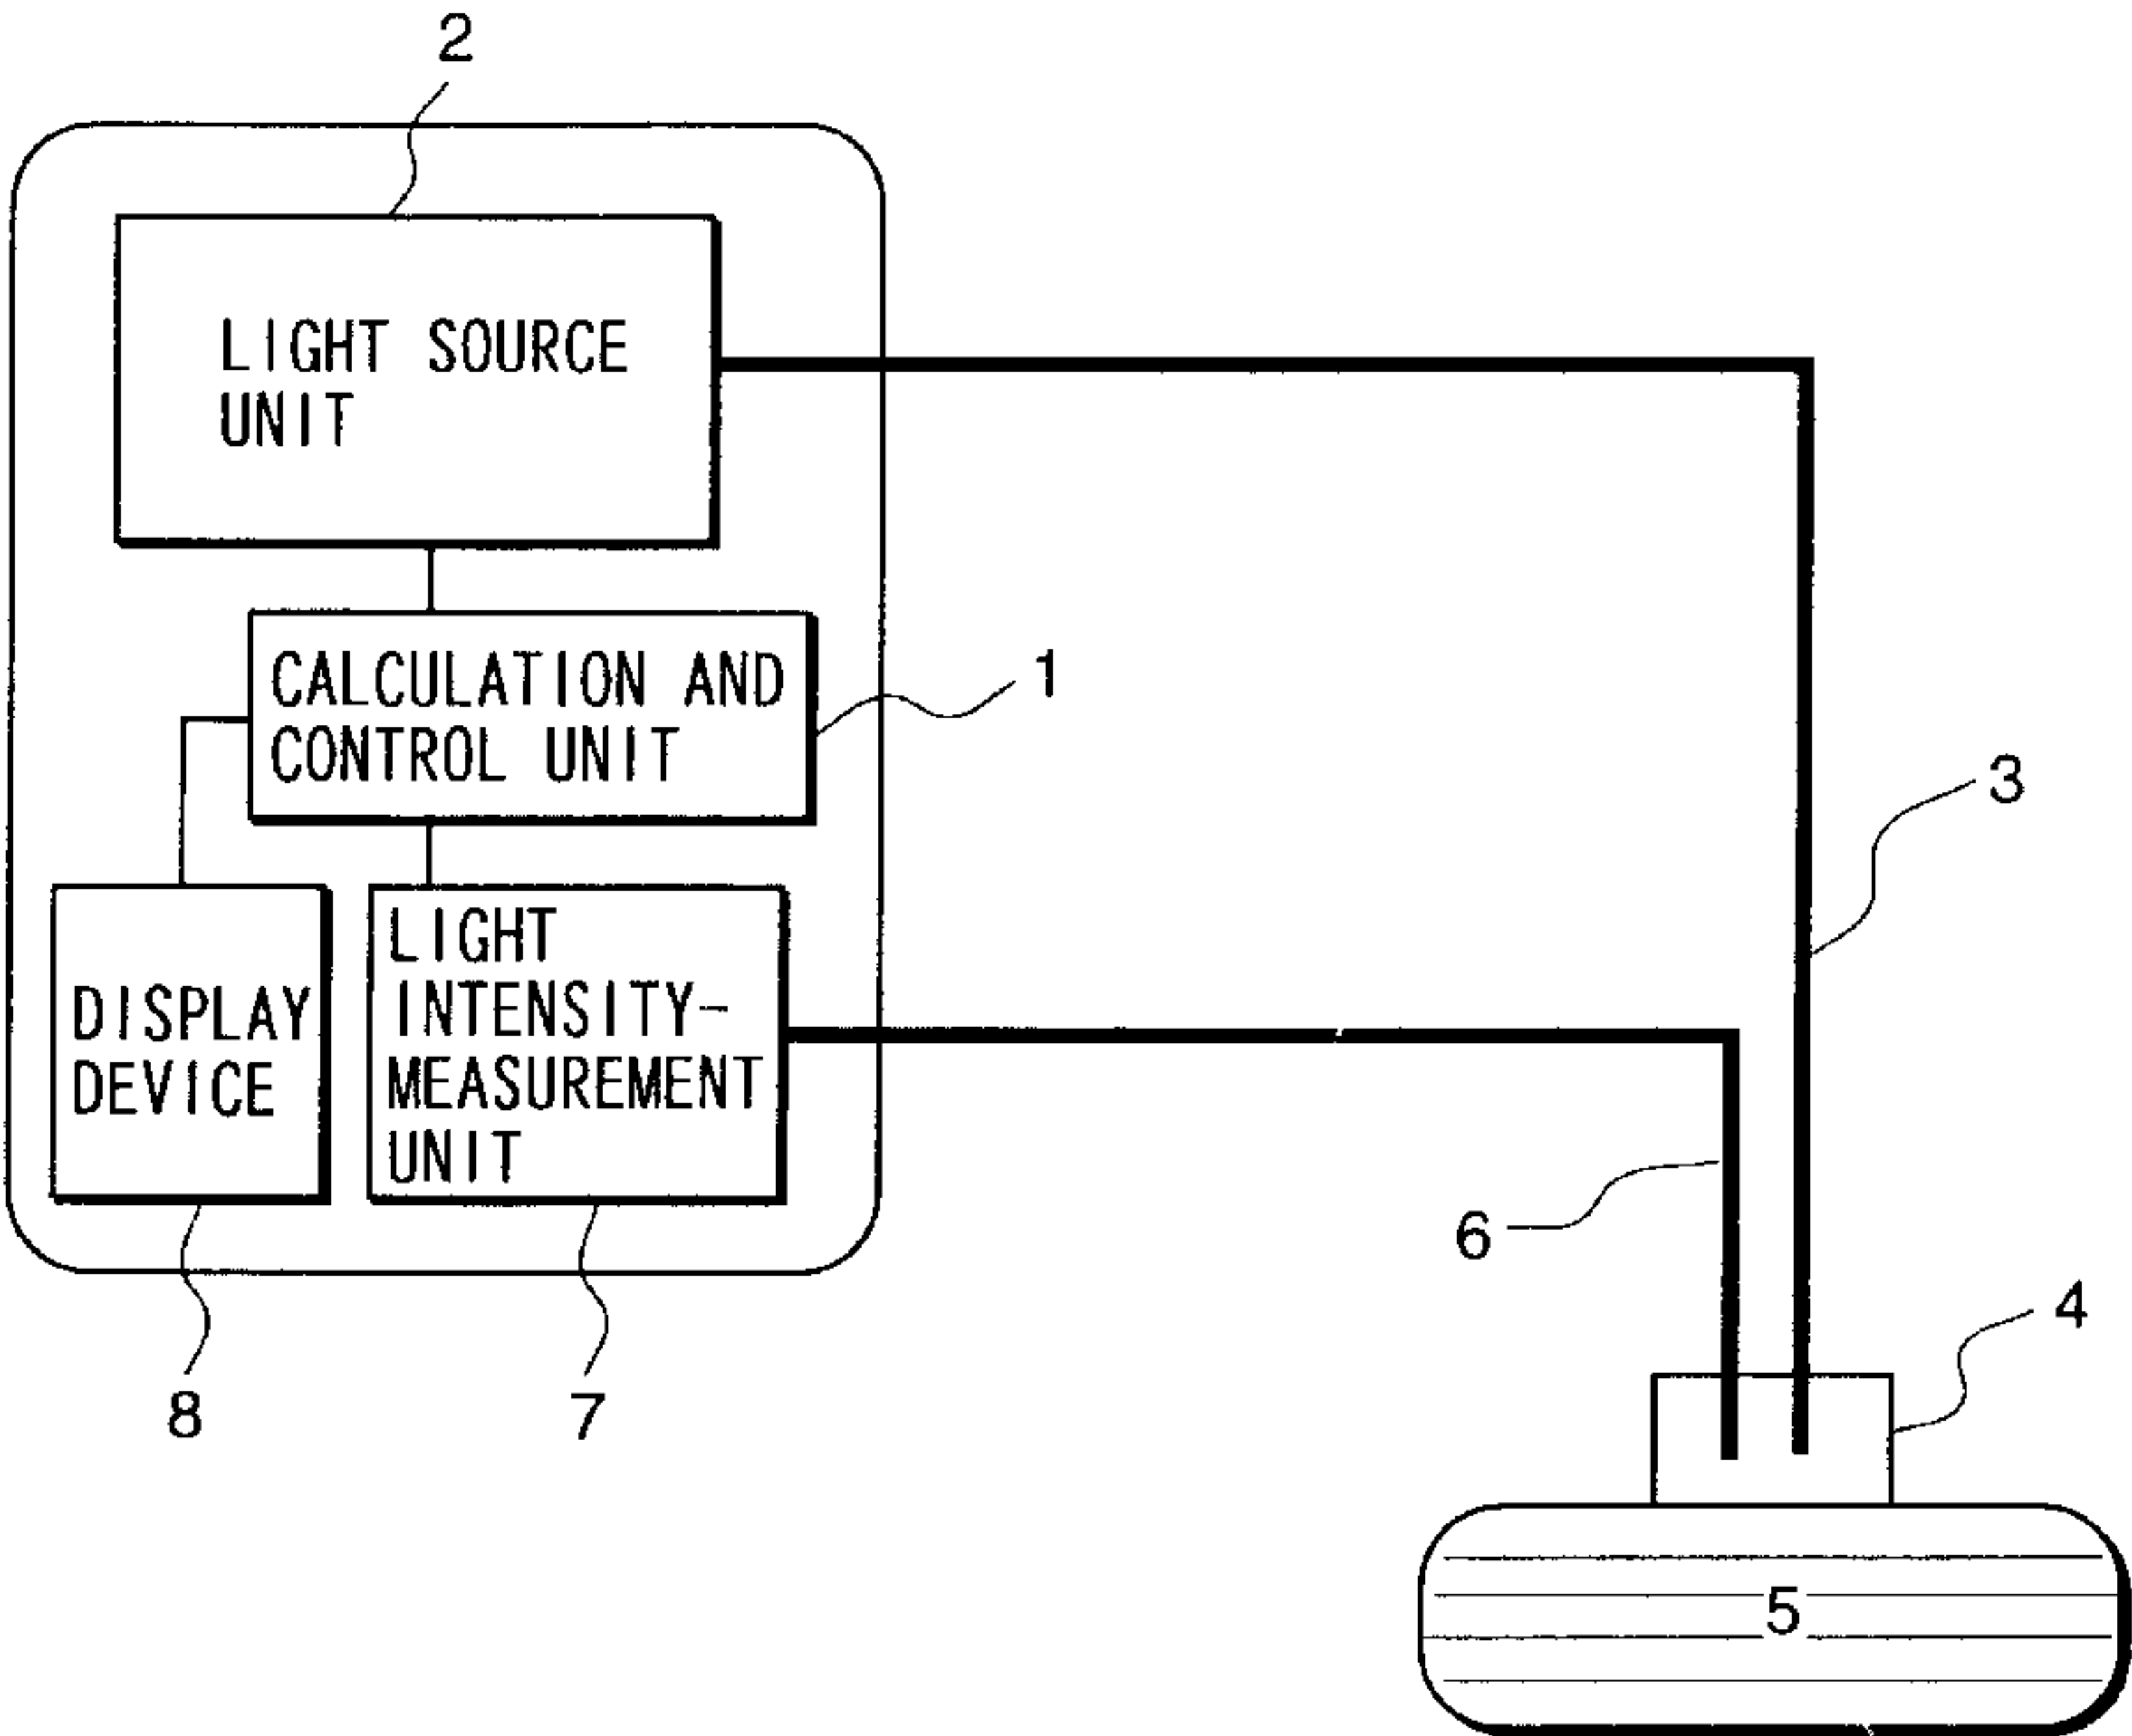 2
LIGHT SOURCE
UNIT
CALCULATION AND
CONTROL UNIT
1
3
DISPLAY
DEVICE
LIGHT
INTENSITY-
MEASUREMENT
UNIT
6
4
8
7
5